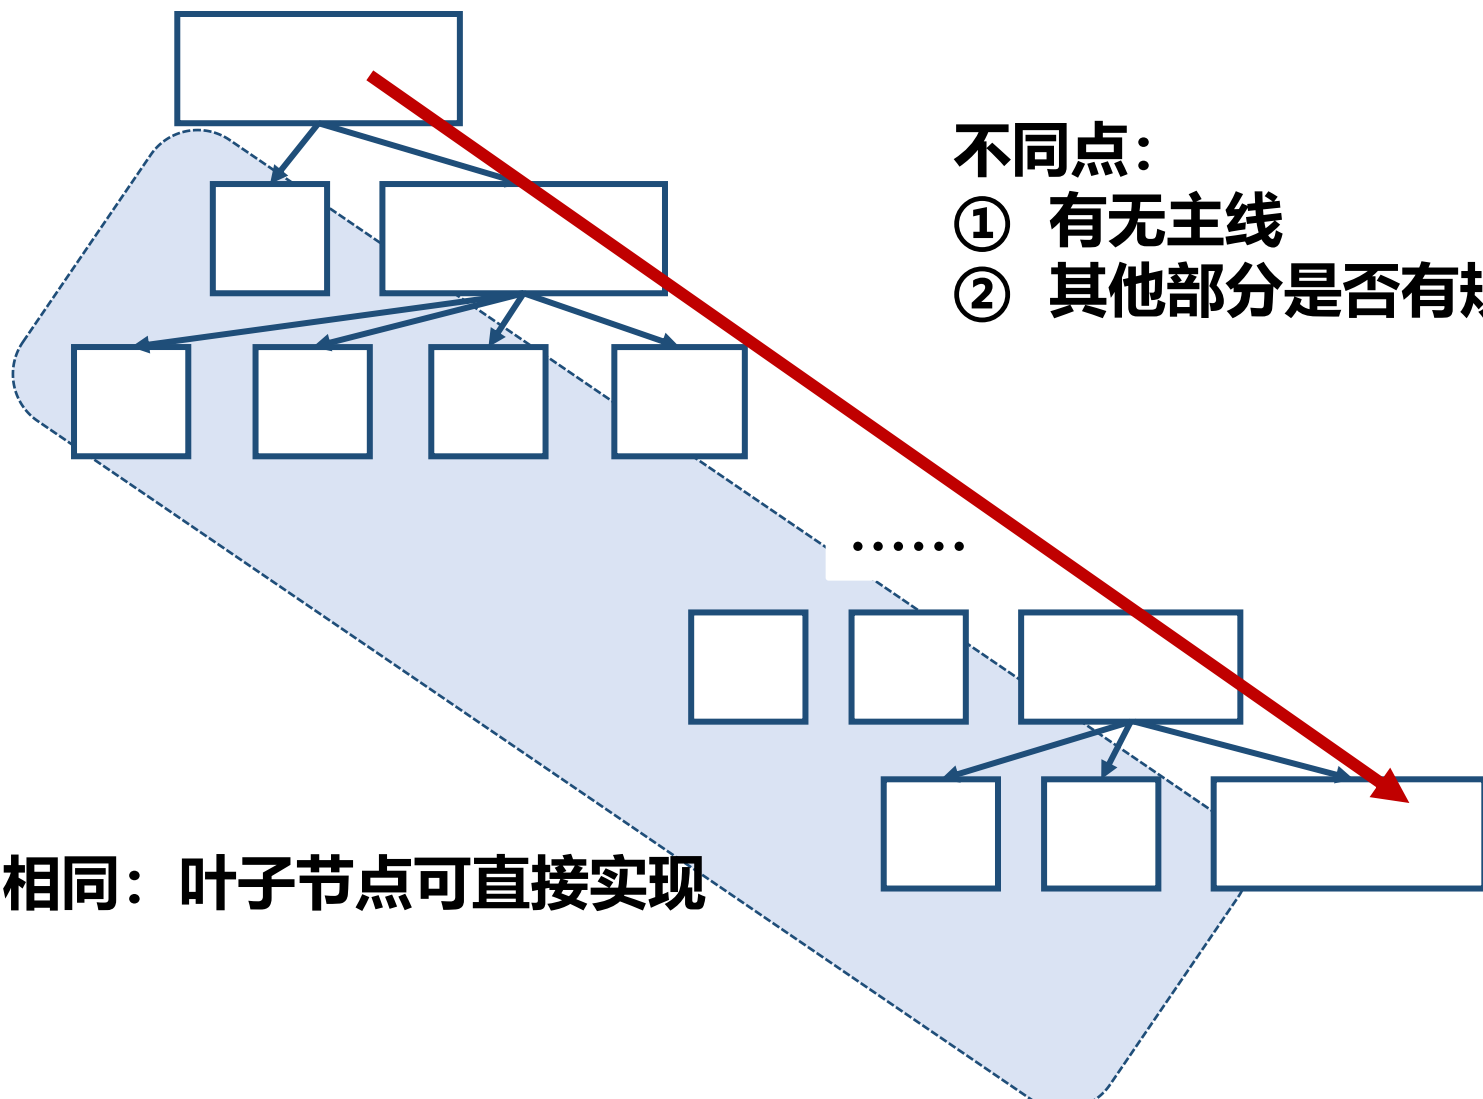 不同点：
① 有无主线
② 其他部分是否有规
……
相同：叶子节点可直接实现